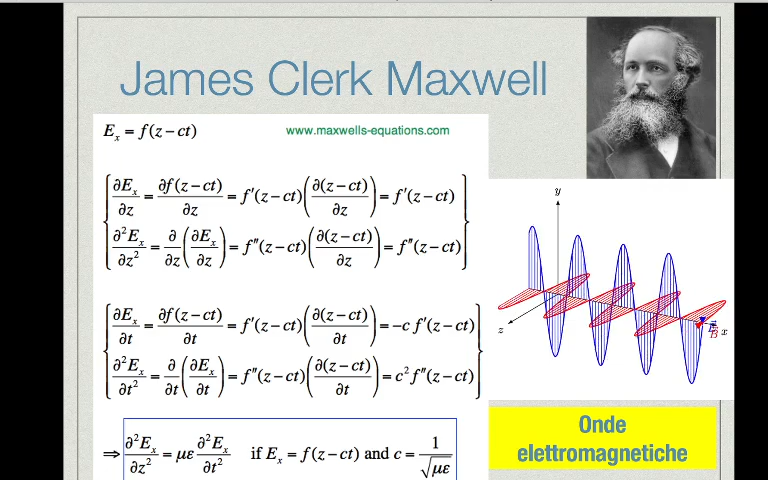 James Clerk Maxwell
E_x = f(z − ct)
www.maxwells-equations.com
∂E_x/∂z = ∂f(z − ct)/∂z = f′(z − ct)(∂(z − ct)/∂z) = f′(z − ct)
∂²E_x/∂z² = ∂/∂z(∂E_x/∂z) = f″(z − ct)(∂(z − ct)/∂z) = f″(z − ct)
∂E_x/∂t = ∂f(z − ct)/∂t = f′(z − ct)(∂(z − ct)/∂t) = −c f′(z − ct)
∂²E_x/∂t² = ∂/∂t(∂E_x/∂t) = f″(z − ct)(∂(z − ct)/∂t) = c² f″(z − ct)
⇒ ∂²E_x/∂z² = με ∂²E_x/∂t² if E_x = f(z − ct) and c = 1/√με
y
z
B
x
Onde
elettromagnetiche